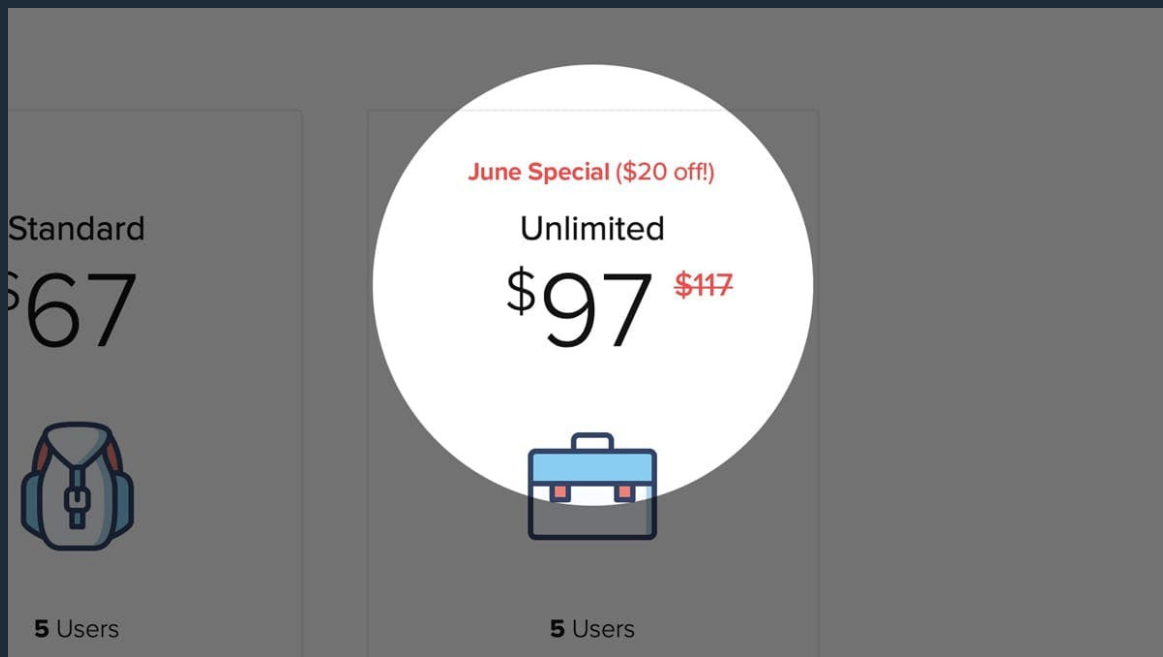 June Special ($20 off!)
Standard
Unlimited
$67
$97 $117
5 Users
5 Users